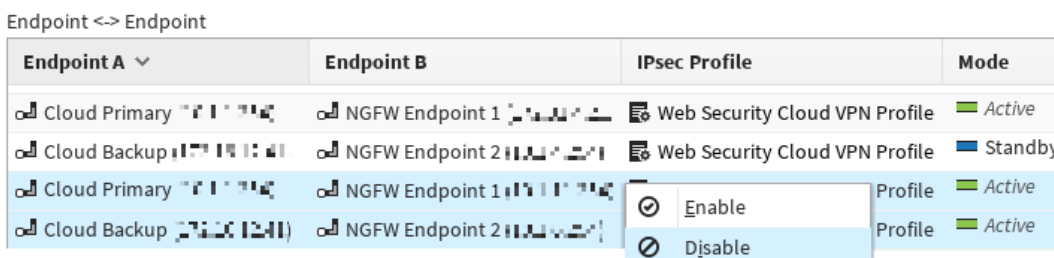 Endpoint <-> Endpoint
Endpoint A Endpoint B IPsec Profile Mode
Cloud Primary NGFW Endpoint 1 Web Security Cloud VPN Profile Active
Cloud Backup NGFW Endpoint 2 Web Security Cloud VPN Profile Standby
Cloud Primary NGFW Endpoint 1 Profile Active
Enable
Cloud Backup NGFW Endpoint 2 Profile Active
Disable